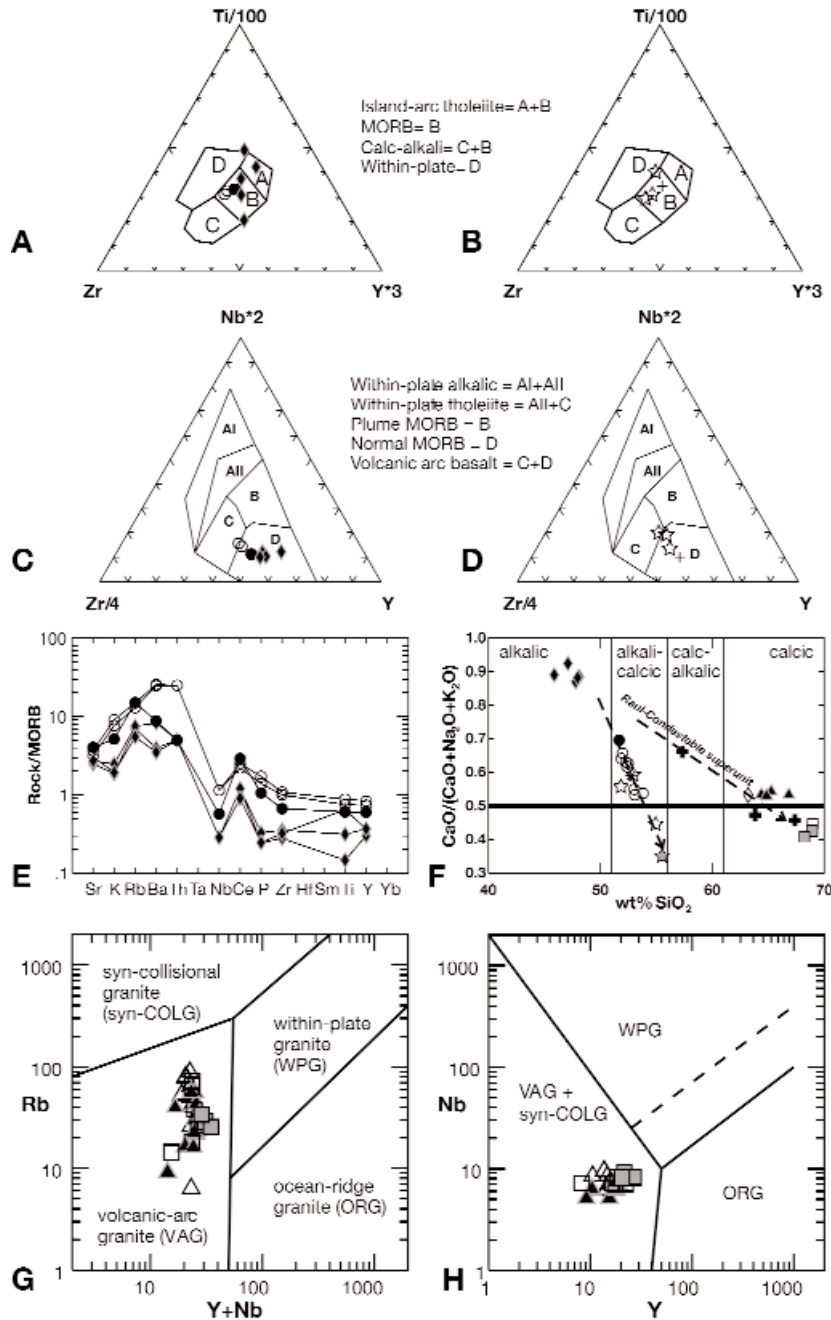 Ti/100
Ti/100
Island-arc tholeiite= A+B
MORB= B
Calc-alkali= C+B
Within-plate= D
D
A
B
C
D
A
B
C
A
B
Zr
Y*3
Zr
Y*3
Nb*2
Nb*2
Within-plate alkalic = AI+AII
Within-plate tholeiite = AII+C
Plume MORB = B
Normal MORB = D
Volcanic arc basalt = C+D
AI
AII
B
C
D
AI
AII
B
C
D
C
D
Zr/4
Y
Zr/4
Y
100
10
1
.1
Rock/MORB
Sr K Rb Ba Th Ta Nb Ce P Zr Hf Sm Ti Y Yb
E
1.0
0.9
0.8
0.7
0.6
0.5
0.4
0.3
0.2
CaO/(CaO+Na2O+K2O)
alkalic
alkali-
calcic
calc-
alkalic
calcic
Raul-Condestable superunit
40 50 60 70
wt% SiO2
F
1000
100
10
1
Rb
syn-collisional
granite
(syn-COLG)
within-plate
granite
(WPG)
volcanic-arc
granite (VAG)
ocean-ridge
granite (ORG)
10 100 1000
Y+Nb
G
1000
100
10
1
Nb
WPG
VAG +
syn-COLG
ORG
1 10 100 1000
Y
H